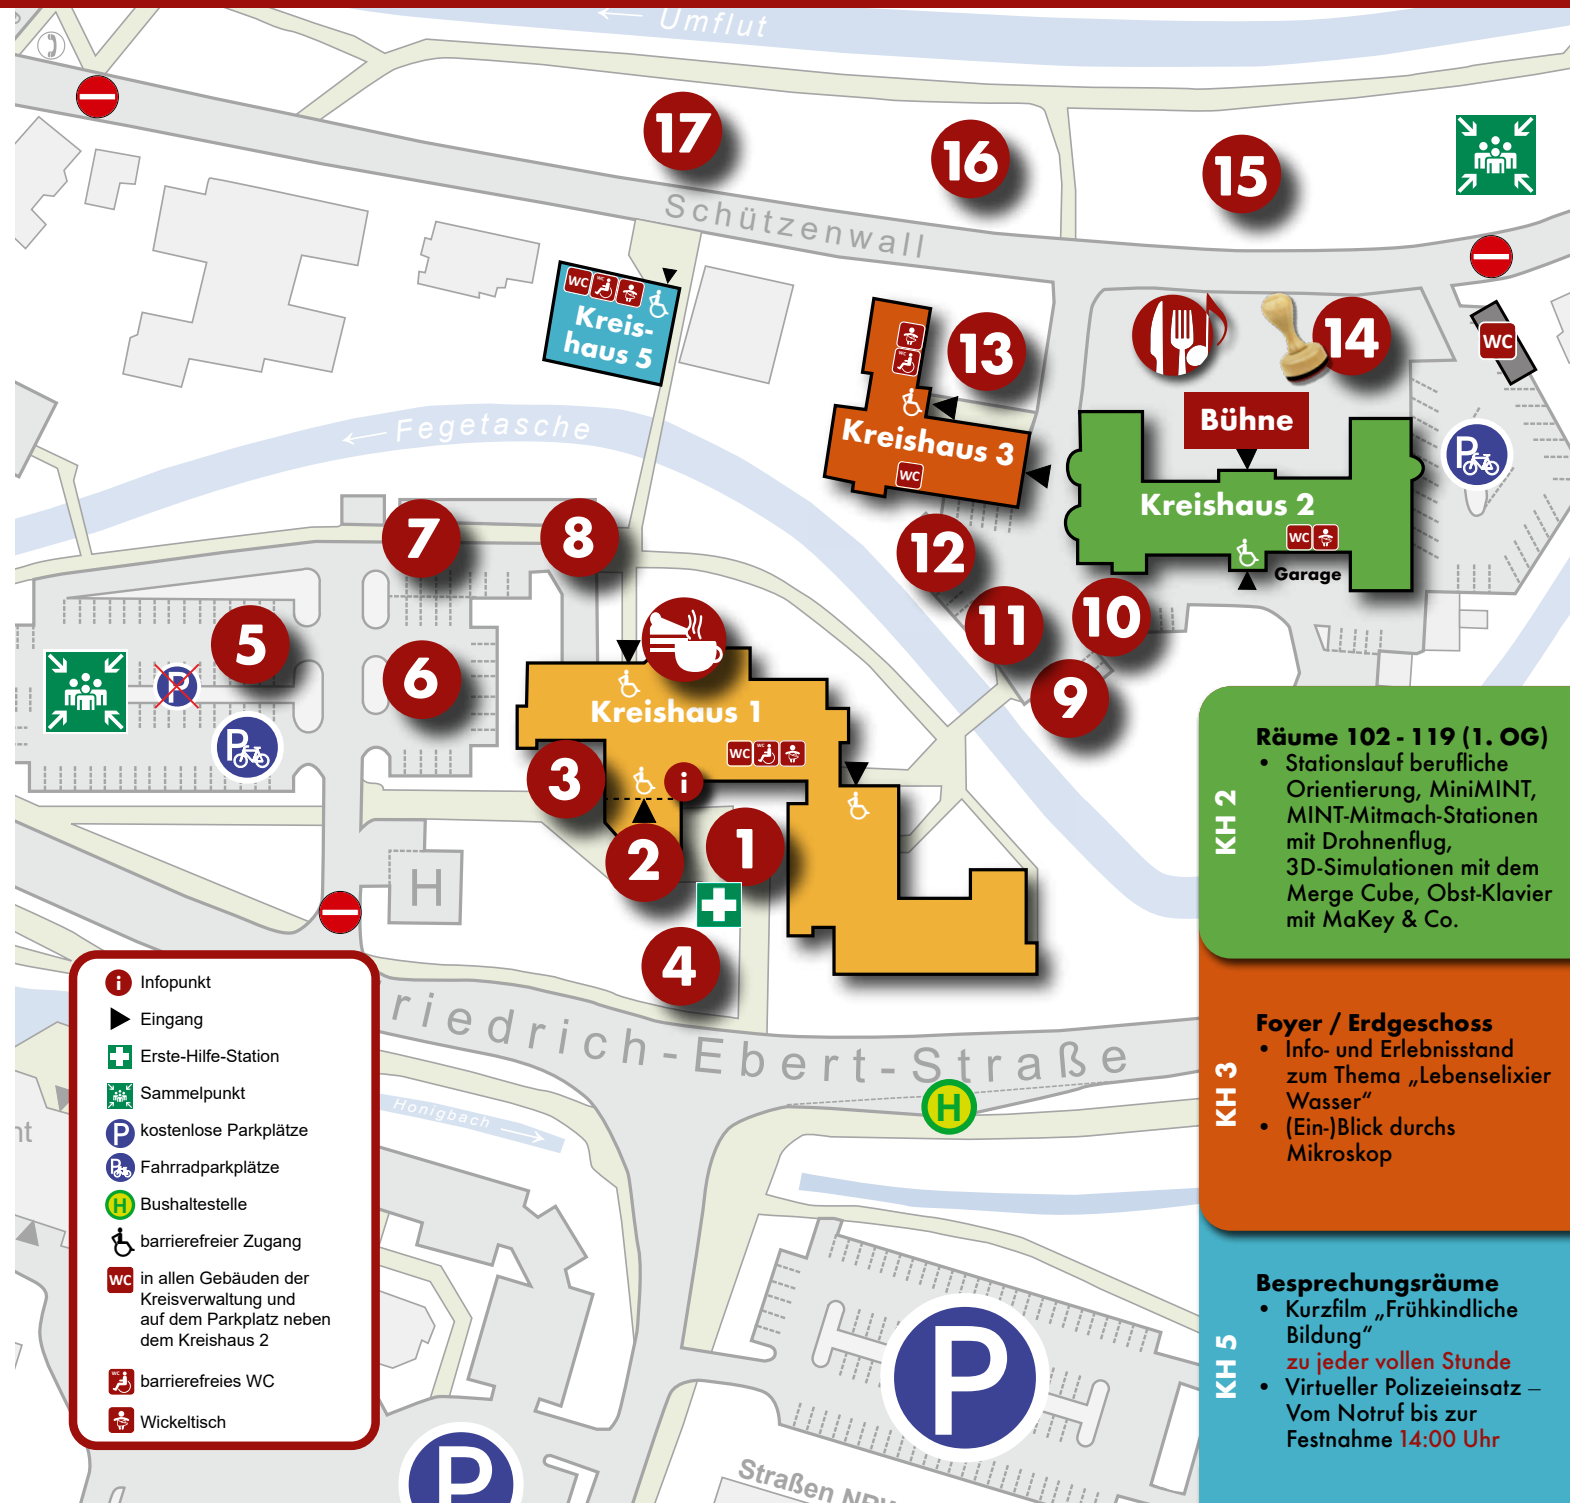 ← Umflut
17
16
15
Schützenwall
WC
WC
Kreis-
haus 5
13
14
WC
WC
Bühne
← Fegetasche
Kreishaus 3
WC
P
Kreishaus 2
WC
Garage
7
8
12
11
10
9
5
6
P
P
Kreishaus 1
WC
WC
3
i
1
2
H
4
Friedrich-Ebert-Straße
H
Honigbach →
P
P
Straßen
i Infopunkt
Eingang
Erste-Hilfe-Station
Sammelpunkt
P kostenlose Parkplätze
P Fahrradparkplätze
H Bushaltestelle
barrierefreier Zugang
WC in allen Gebäuden der
Kreisverwaltung und
auf dem Parkplatz neben
dem Kreishaus 2
WC barrierefreies WC
Wickeltisch
KH 2
Räume 102 - 119 (1. OG)
• Stationslauf berufliche
Orientierung, MiniMINT,
MINT-Mitmach-Stationen
mit Drohnenflug,
3D-Simulationen mit dem
Merge Cube, Obst-Klavier
mit MaKey & Co.
KH 3
Foyer / Erdgeschoss
• Info- und Erlebnisstand
zum Thema „Lebenselixier
Wasser“
• (Ein-)Blick durchs
Mikroskop
KH 5
Besprechungsräume
• Kurzfilm „Frühkindliche
Bildung“
zu jeder vollen Stunde
• Virtueller Polizeieinsatz –
Vom Notruf bis zur
Festnahme 14:00 Uhr